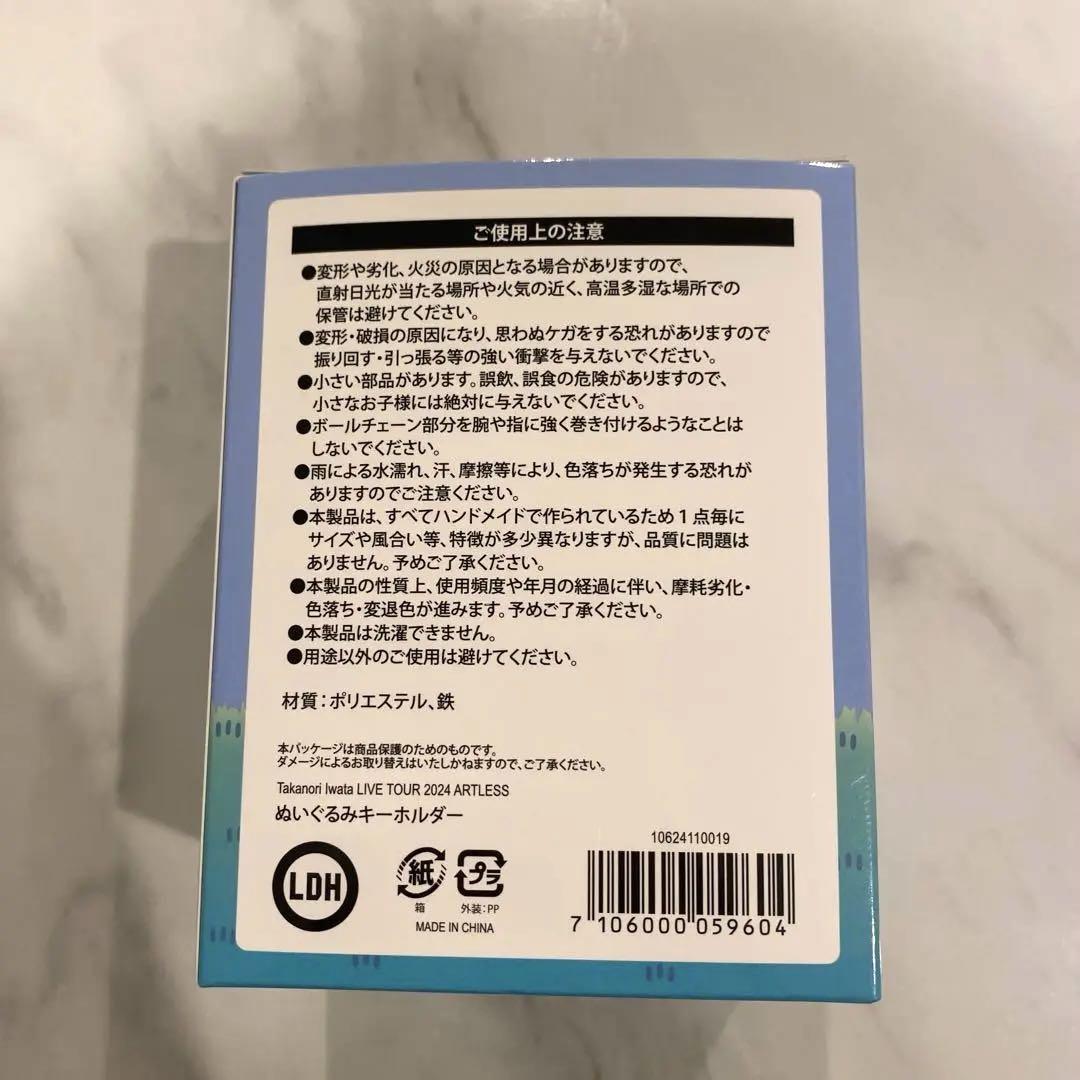 ご使用上の注意
●変形や劣化、火災の原因となる場合がありますので、
直射日光が当たる場所や火気の近く、高温多湿な場所での
保管は避けてください。
●変形・破損の原因になり、思わぬケガをする恐れがありますので
振り回す・引っ張る等の強い衝撃を与えないでください。
●小さい部品があります。誤飲、誤食の危険がありますので、
小さなお子様には絶対に与えないでください。
●ボールチェーン部分を腕や指に強く巻き付けるようなことは
しないでください。
●雨による水濡れ、汗、摩擦等により、色落ちが発生する恐れが
ありますのでご注意ください。
●本製品は、すべてハンドメイドで作られているため1点毎に
サイズや風合い等、特徴が多少異なりますが、品質に問題は
ありません。予めご了承ください。
●本製品の性質上、使用頻度や年月の経過に伴い、摩耗劣化・
色落ち・変退色が進みます。予めご了承ください。
●本製品は洗濯できません。
●用途以外のご使用は避けてください。
材質：ポリエステル、鉄
本パッケージは商品保護のためのものです。
ダメージによるお取り替えはいたしかねますので、ご了承ください。
Takanori Iwata LIVE TOUR 2024 ARTLESS
ぬいぐるみキーホルダー
LDH
紙
箱
プラ
外装：PP
MADE IN CHINA
10624110019
7 106000 059604